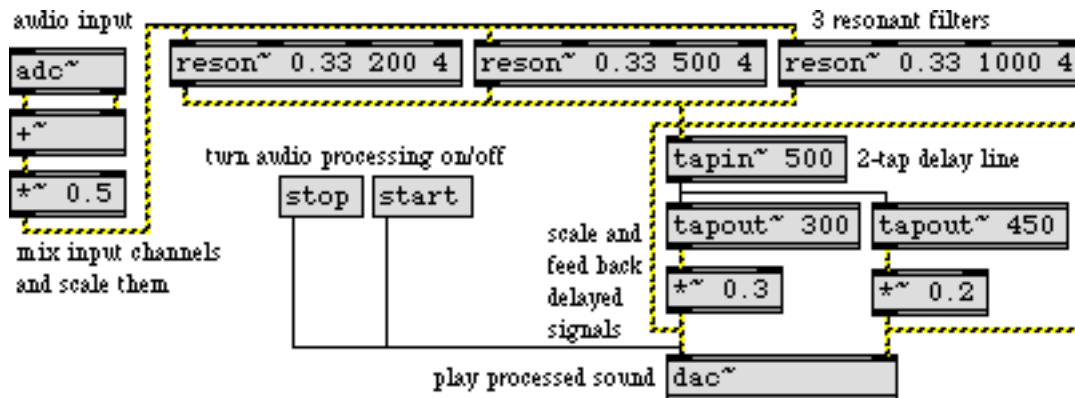 audio input
3 resonant filters
adc~
reson~ 0.33 200 4
reson~ 0.33 500 4
reson~ 0.33 1000 4
+~
*~ 0.5
mix input channels
and scale them
turn audio processing on/off
stop
start
tapin~ 500
2-tap delay line
tapout~ 300
tapout~ 450
scale and
feed back
delayed
signals
*~ 0.3
*~ 0.2
play processed sound
dac~